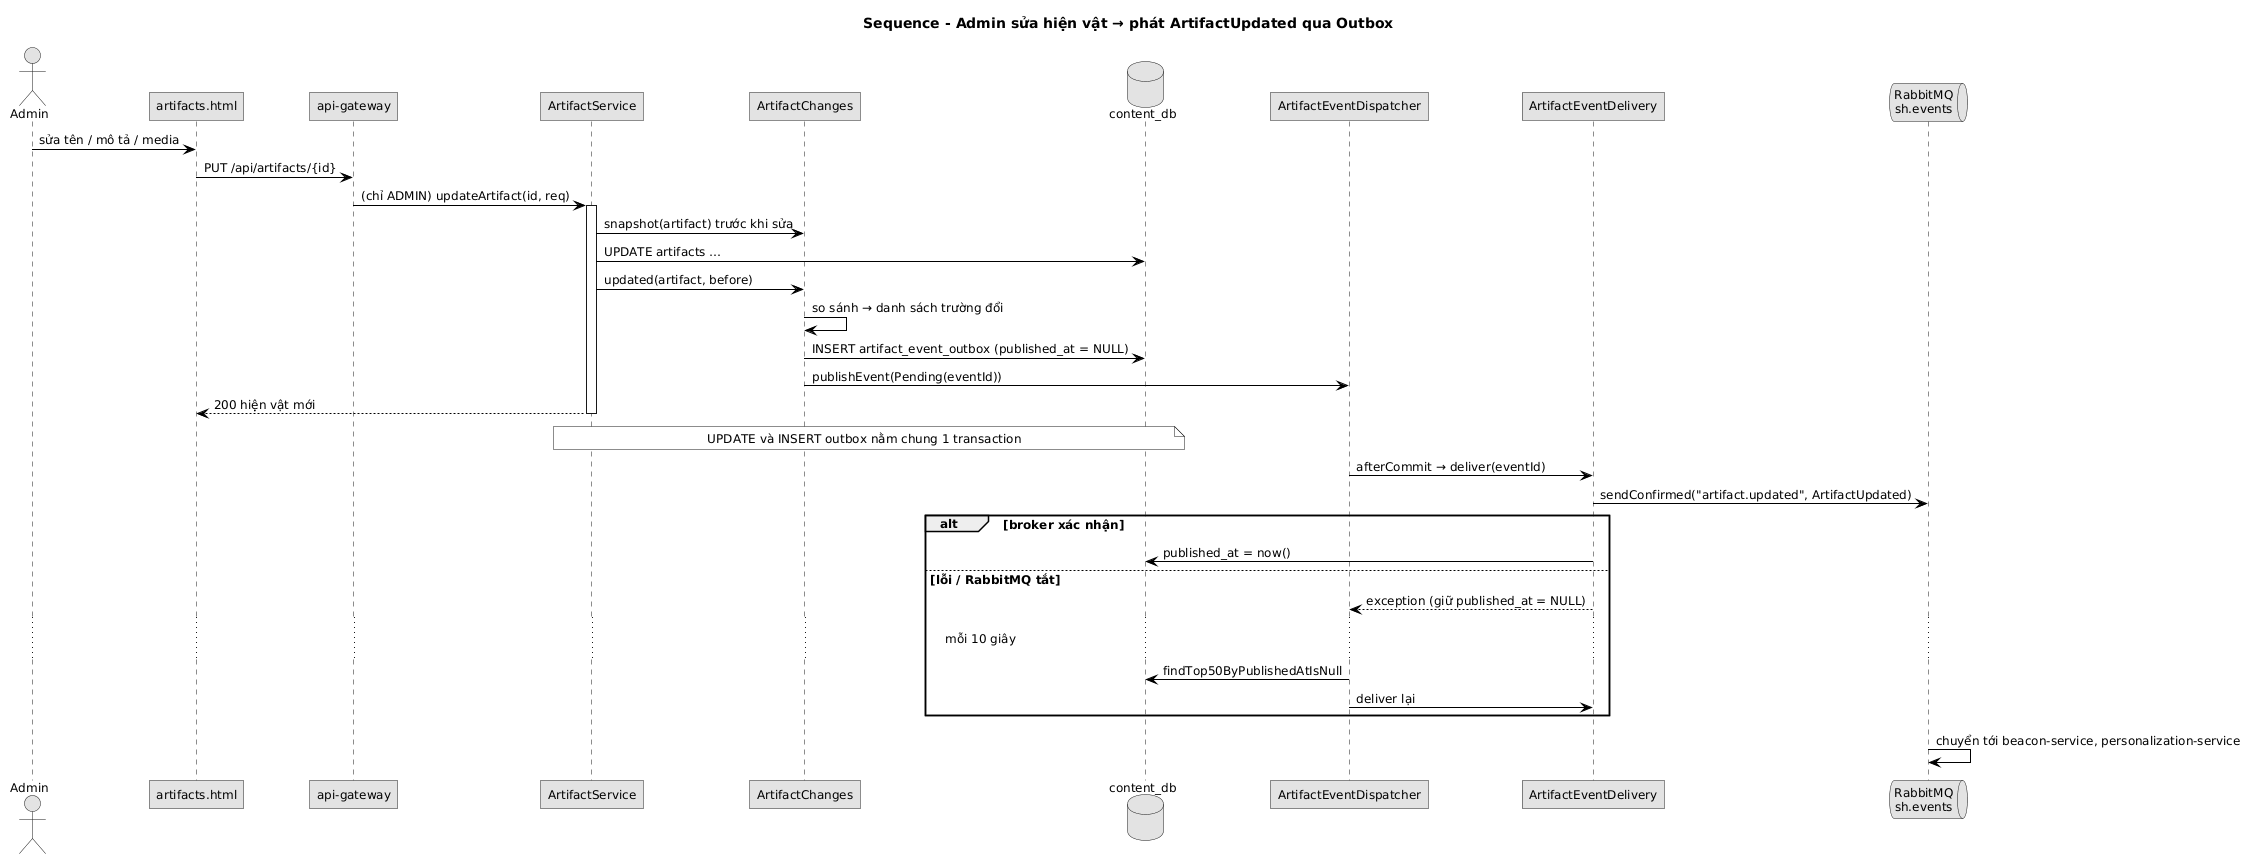 Sequence - Admin sửa hiện vật → phát ArtifactUpdated qua Outbox
Admin
artifacts.html
api-gateway
ArtifactService
ArtifactChanges
content_db
ArtifactEventDispatcher
ArtifactEventDelivery
RabbitMQ
sh.events
sửa tên / mô tả / media
PUT /api/artifacts/{id}
(chỉ ADMIN) updateArtifact(id, req)
snapshot(artifact) trước khi sửa
UPDATE artifacts ...
updated(artifact, before)
so sánh → danh sách trường đổi
INSERT artifact_event_outbox (published_at = NULL)
publishEvent(Pending(eventId))
200 hiện vật mới
UPDATE và INSERT outbox nằm chung 1 transaction
afterCommit → deliver(eventId)
sendConfirmed("artifact.updated", ArtifactUpdated)
alt
[broker xác nhận]
published_at = now()
[lỗi / RabbitMQ tắt]
exception (giữ published_at = NULL)
mỗi 10 giây
findTop50ByPublishedAtIsNull
deliver lại
chuyển tới beacon-service, personalization-service
Admin
artifacts.html
api-gateway
ArtifactService
ArtifactChanges
content_db
ArtifactEventDispatcher
ArtifactEventDelivery
RabbitMQ
sh.events